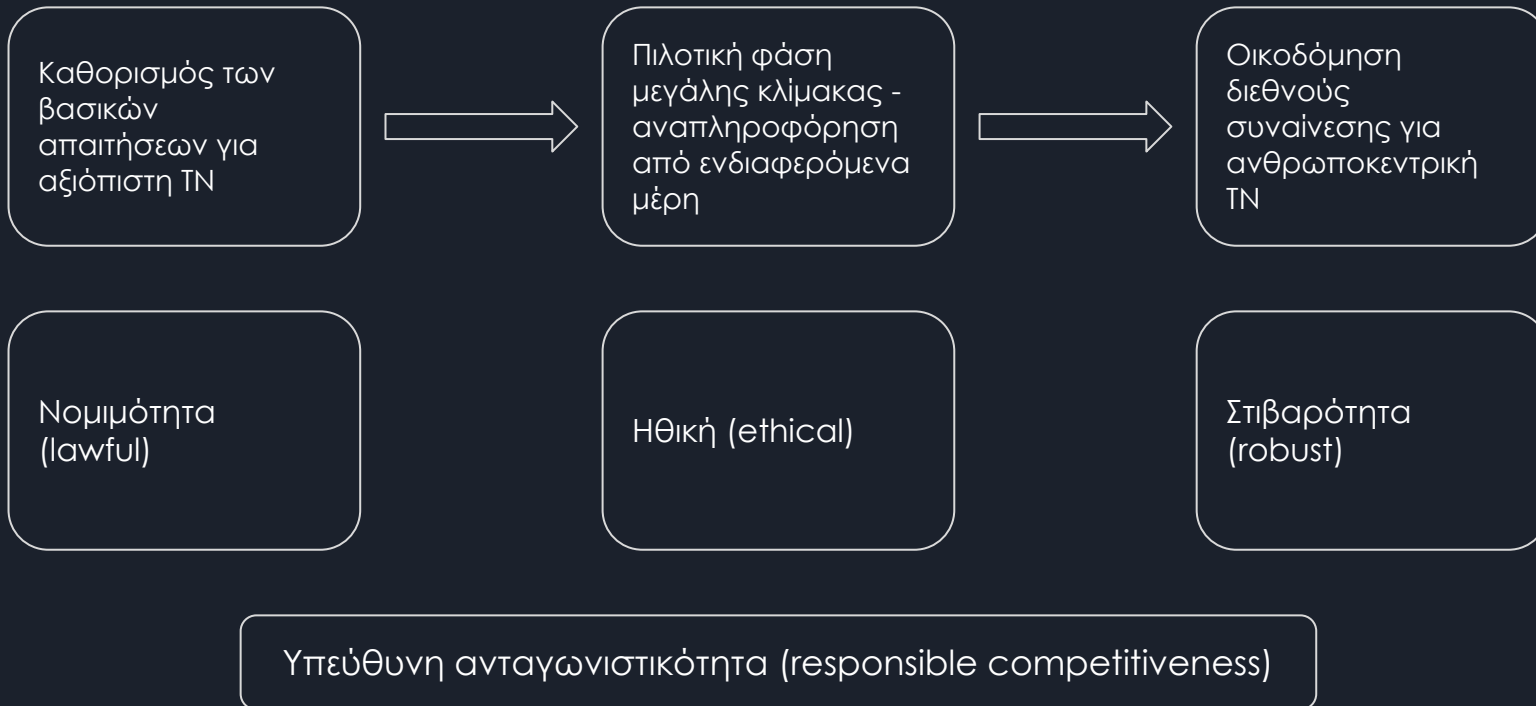 Καθορισμός των
βασικών
απαιτήσεων για
αξιόπιστη ΤΝ
Πιλοτική φάση
μεγάλης κλίμακας -
αναπληροφόρηση
από ενδιαφερόμενα
μέρη
Οικοδόμηση
διεθνούς
συναίνεσης για
ανθρωποκεντρική
ΤΝ
Νομιμότητα
(lawful)
Ηθική (ethical)
Στιβαρότητα
(robust)
Υπεύθυνη ανταγωνιστικότητα (responsible competitiveness)